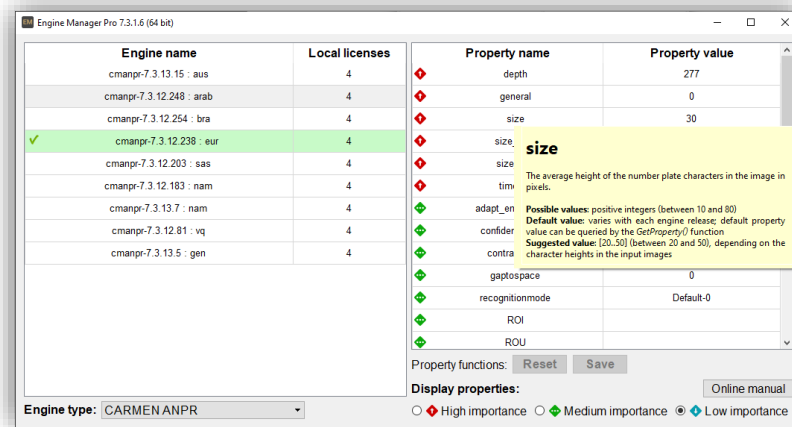 EM Engine Manager Pro 7.3.1.6 (64 bit)
Engine name Local licenses Property name Property value
cmanpr-7.3.13.15 : aus 4 depth 277
cmanpr-7.3.12.248 : arab 4 general 0
cmanpr-7.3.12.254 : bra 4 size 30
cmanpr-7.3.12.238 : eur 4 size_
cmanpr-7.3.12.203 : sas 4 size
cmanpr-7.3.12.183 : nam 4 tim
cmanpr-7.3.13.7 : nam 4 adapt_en
cmanpr-7.3.12.81 : vq 4 confide
cmanpr-7.3.13.5 : gen 4 contra
size
The average height of the number plate characters in the image in
pixels.
Possible values: positive integers (between 10 and 80)
Default value: varies with each engine release; default property
value can be queried by the GetProperty() function
Suggested value: [20..50] (between 20 and 50), depending on the
character heights in the input images
gaptospace 0
recognitionmode Default-0
ROI
ROU
Property functions: Reset Save
Display properties: Online manual
Engine type: CARMEN ANPR High importance Medium importance Low importance